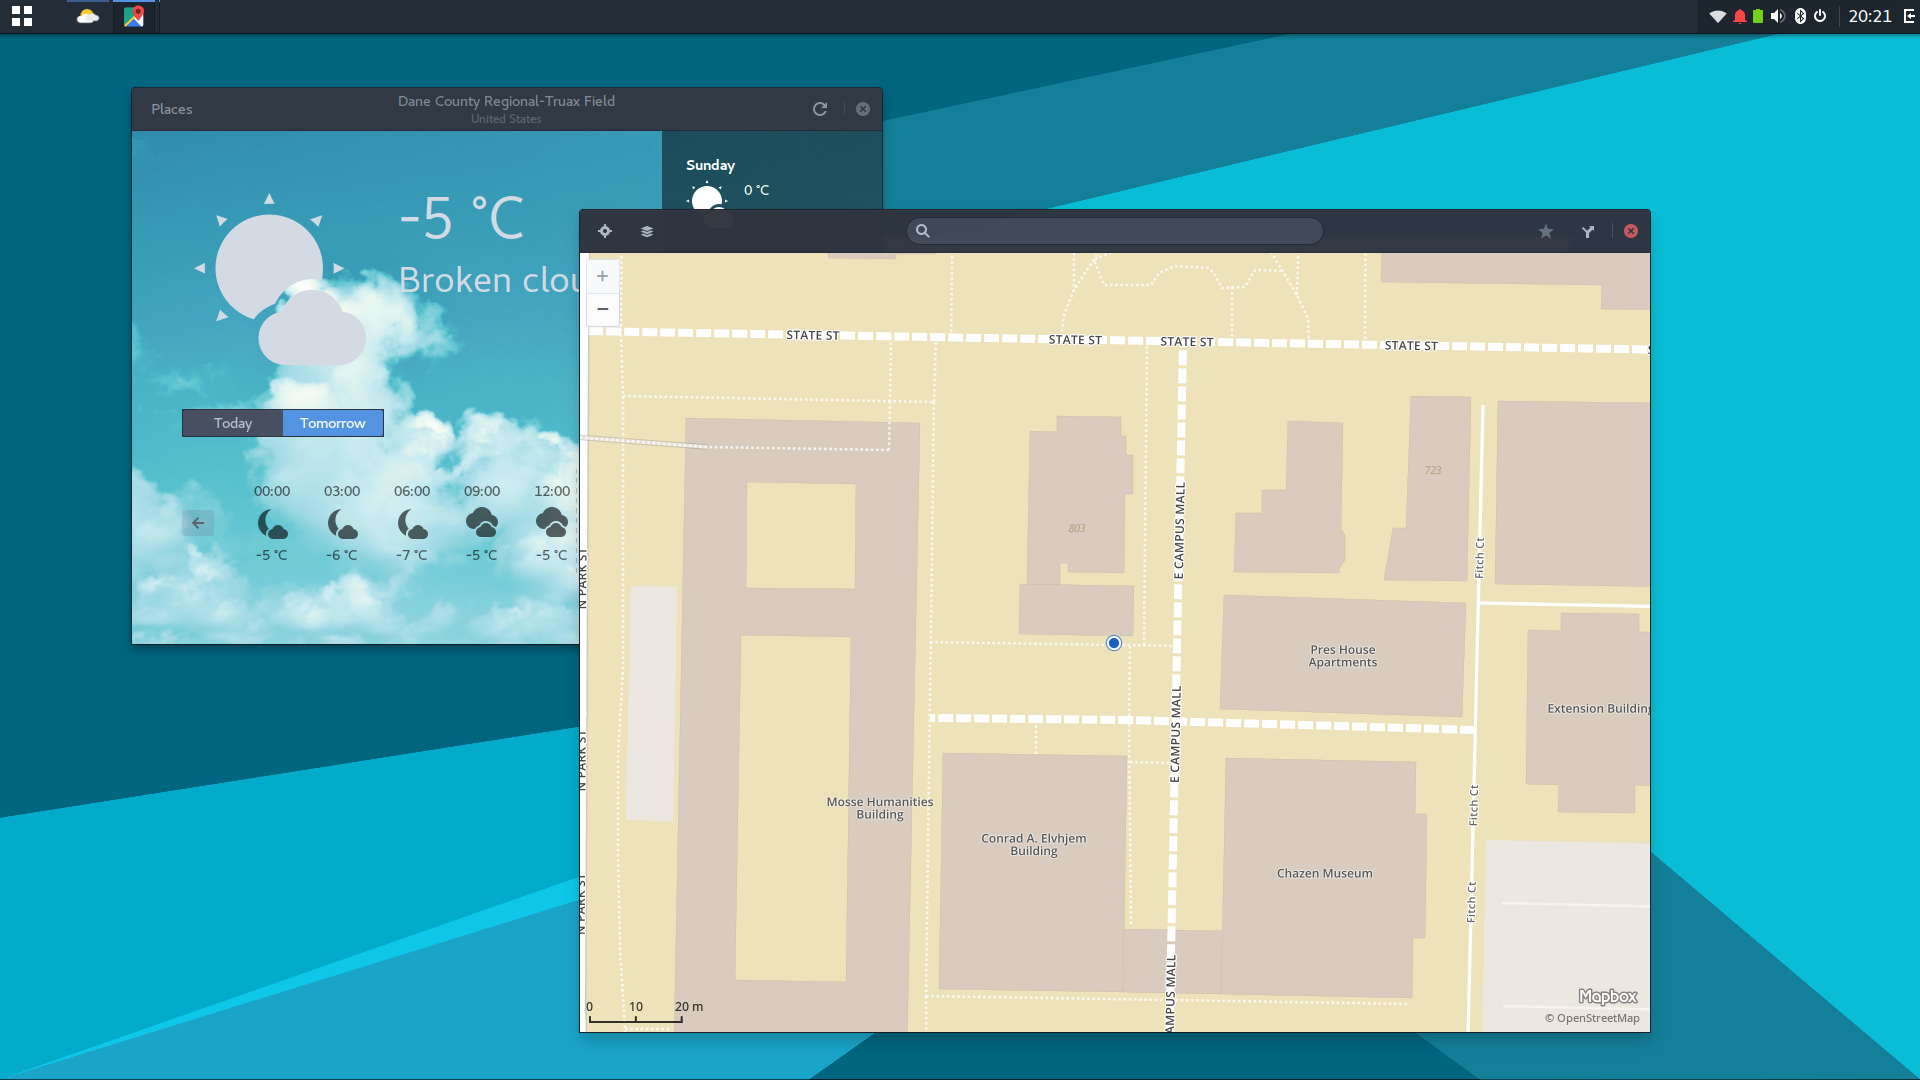 20:21
Places
Dane County Regional-Truax Field
United States
-5 °C
Broken clou
Sunday
0 °C
Today
Tomorrow
00:00 03:00 06:00 09:00 12:00
-5 °C -6 °C -7 °C -5 °C -5 °C
+
−
STATE ST STATE ST STATE ST STATE ST
723
803
E CAMPUS MALL
Fitch Ct
N PARK ST
Pres House
Apartments
Extension Building
E CAMPUS MALL
N PARK ST
Mosse Humanities
Building
Conrad A. Elvhjem
Building
Fitch Ct
Chazen Museum
Fitch Ct
N PARK ST
AMPUS MALL
0 10 20 m
Mapbox
© OpenStreetMap